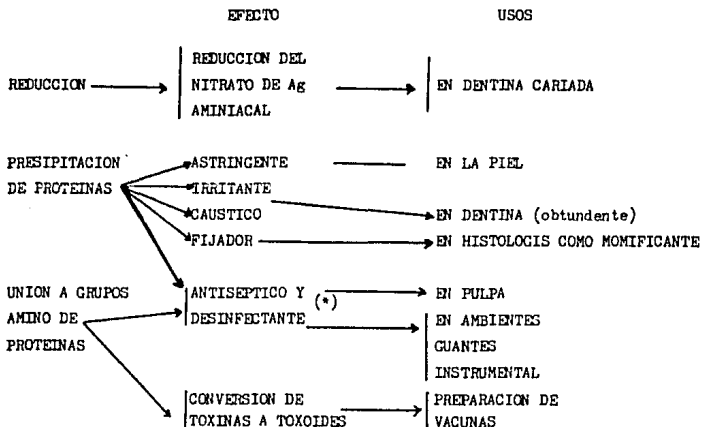 EFECTO USOS
REDUCCION DEL
REDUCCION NITRATO DE Ag EN DENTINA CARIADA
AMINIACAL
PRESIPITACION ASTRINGENTE EN LA PIEL
DE PROTEINAS IRRITANTE
CAUSTICO EN DENTINA (obtundente)
FIJADOR EN HISTOLOGIS COMO MOMIFICANTE
UNION A GRUPOS ANTISEPTICO Y (*) EN PULPA
AMINO DE DESINFECTANTE EN AMBIENTES
PROTEINAS GUANTES
INSTRUMENTAL
CONVERSION DE PREPARACION DE
TOXINAS A TOXOIDES VACUNAS